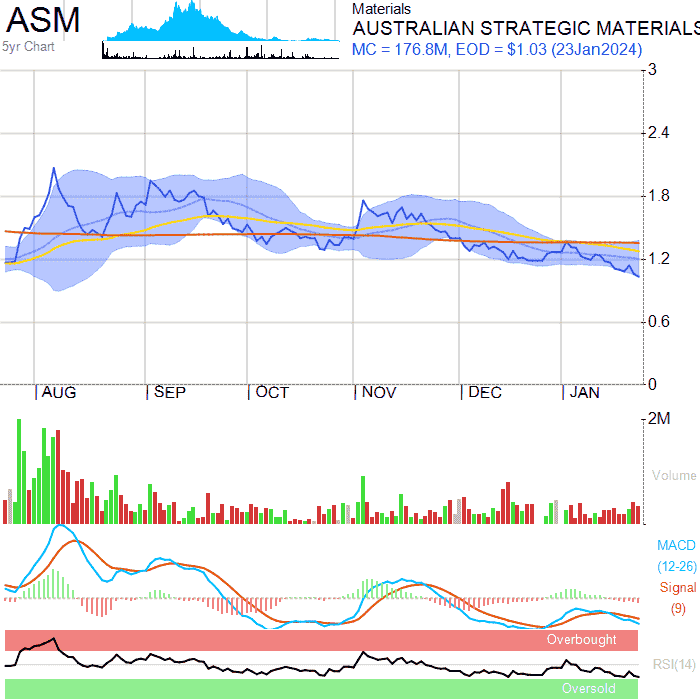 ASM
5yr Chart
Materials
AUSTRALIAN STRATEGIC MATERIALS
MC = 176.8M, EOD = $1.03 (23Jan2024)
3
2.4
1.8
1.2
0.6
0
AUG
SEP
OCT
NOV
DEC
JAN
2M
Volume
MACD
(12-26)
Signal
(9)
Overbought
RSI(14)
Oversold